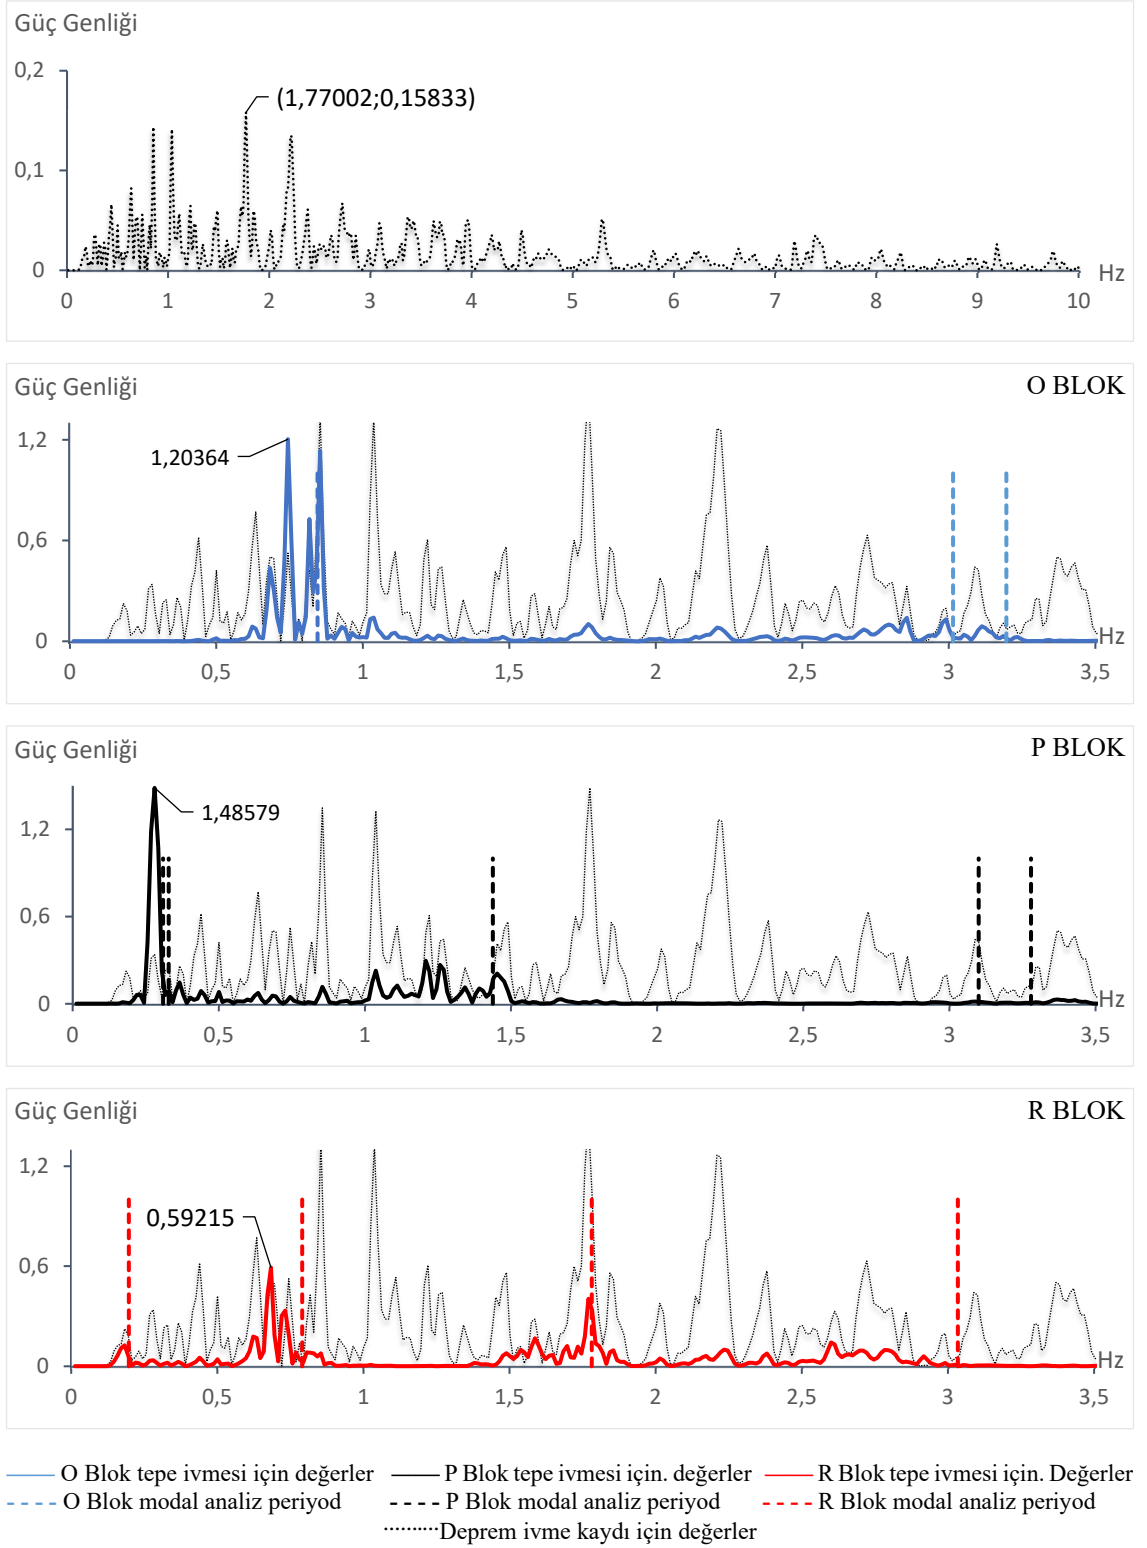 Güç Genliği
0,2
(1,77002;0,15833)
0,1
0
Hz
0 1 2 3 4 5 6 7 8 9 10
Güç Genliği
O BLOK
1,2
1,20364
0,6
0
Hz
0 0,5 1 1,5 2 2,5 3 3,5
Güç Genliği
P BLOK
1,48579
1,2
0,6
0
Hz
0 0,5 1 1,5 2 2,5 3 3,5
Güç Genliği
R BLOK
1,2
0,59215
0,6
0
Hz
0 0,5 1 1,5 2 2,5 3 3,5
O Blok tepe ivmesi için değerler P Blok tepe ivmesi için. değerler R Blok tepe ivmesi için. Değerler
O Blok modal analiz periyod P Blok modal analiz periyod R Blok modal analiz periyod
Deprem ivme kaydı için değerler